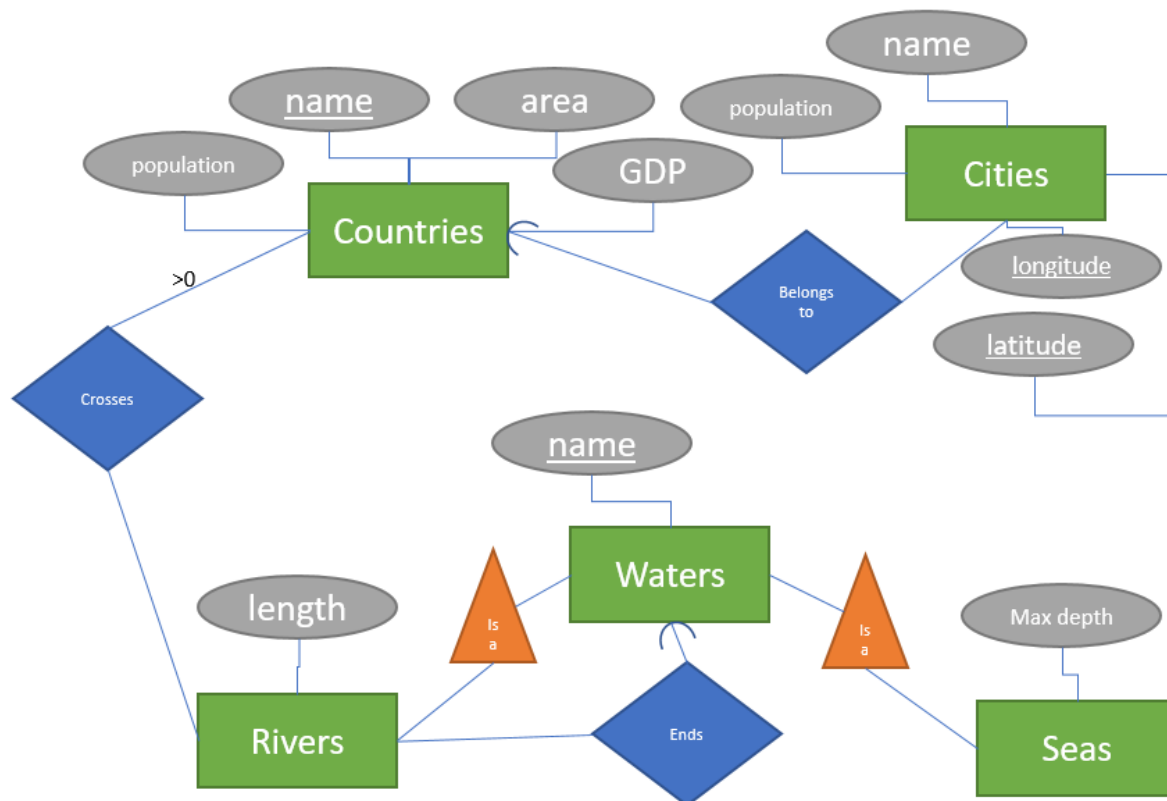 name
name
area
population
population
Cities
GDP
Countries
longitude
>0
Belongs
to
latitude
Crosses
name
Waters
length
Is
a
Is
a
Max depth
Rivers
Ends
Seas